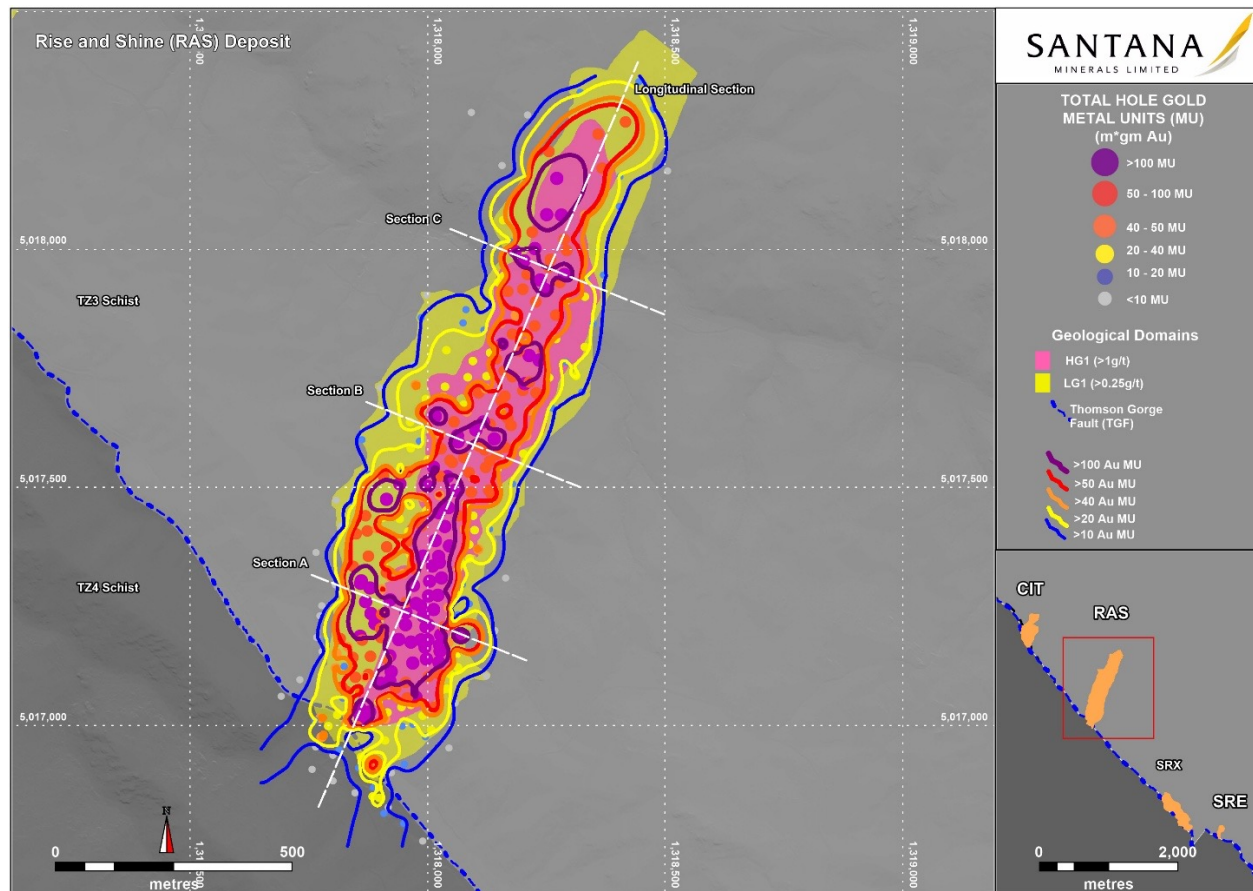 Rise and Shine (RAS) Deposit
1,318,000
1,318,500
1,319,000
Longitudinal Section
Section C
5,018,000
5,018,000
TZ3 Schist
Section B
5,017,500
5,017,500
Section A
TZ4 Schist
5,017,000
5,017,000
N
0
500
metres
1,318,000
1,318,500
1,319,000
SANTANA
MINERALS LIMITED
TOTAL HOLE GOLD
METAL UNITS (MU)
(m*gm Au)
>100 MU
50 - 100 MU
40 - 50 MU
20 - 40 MU
10 - 20 MU
<10 MU
Geological Domains
HG1 (>1g/t)
LG1 (>0.25g/t)
Thomson Gorge
Fault (TGF)
>100 Au MU
>50 Au MU
>40 Au MU
>20 Au MU
>10 Au MU
CIT
RAS
SRX
SRE
0
2,000
metres